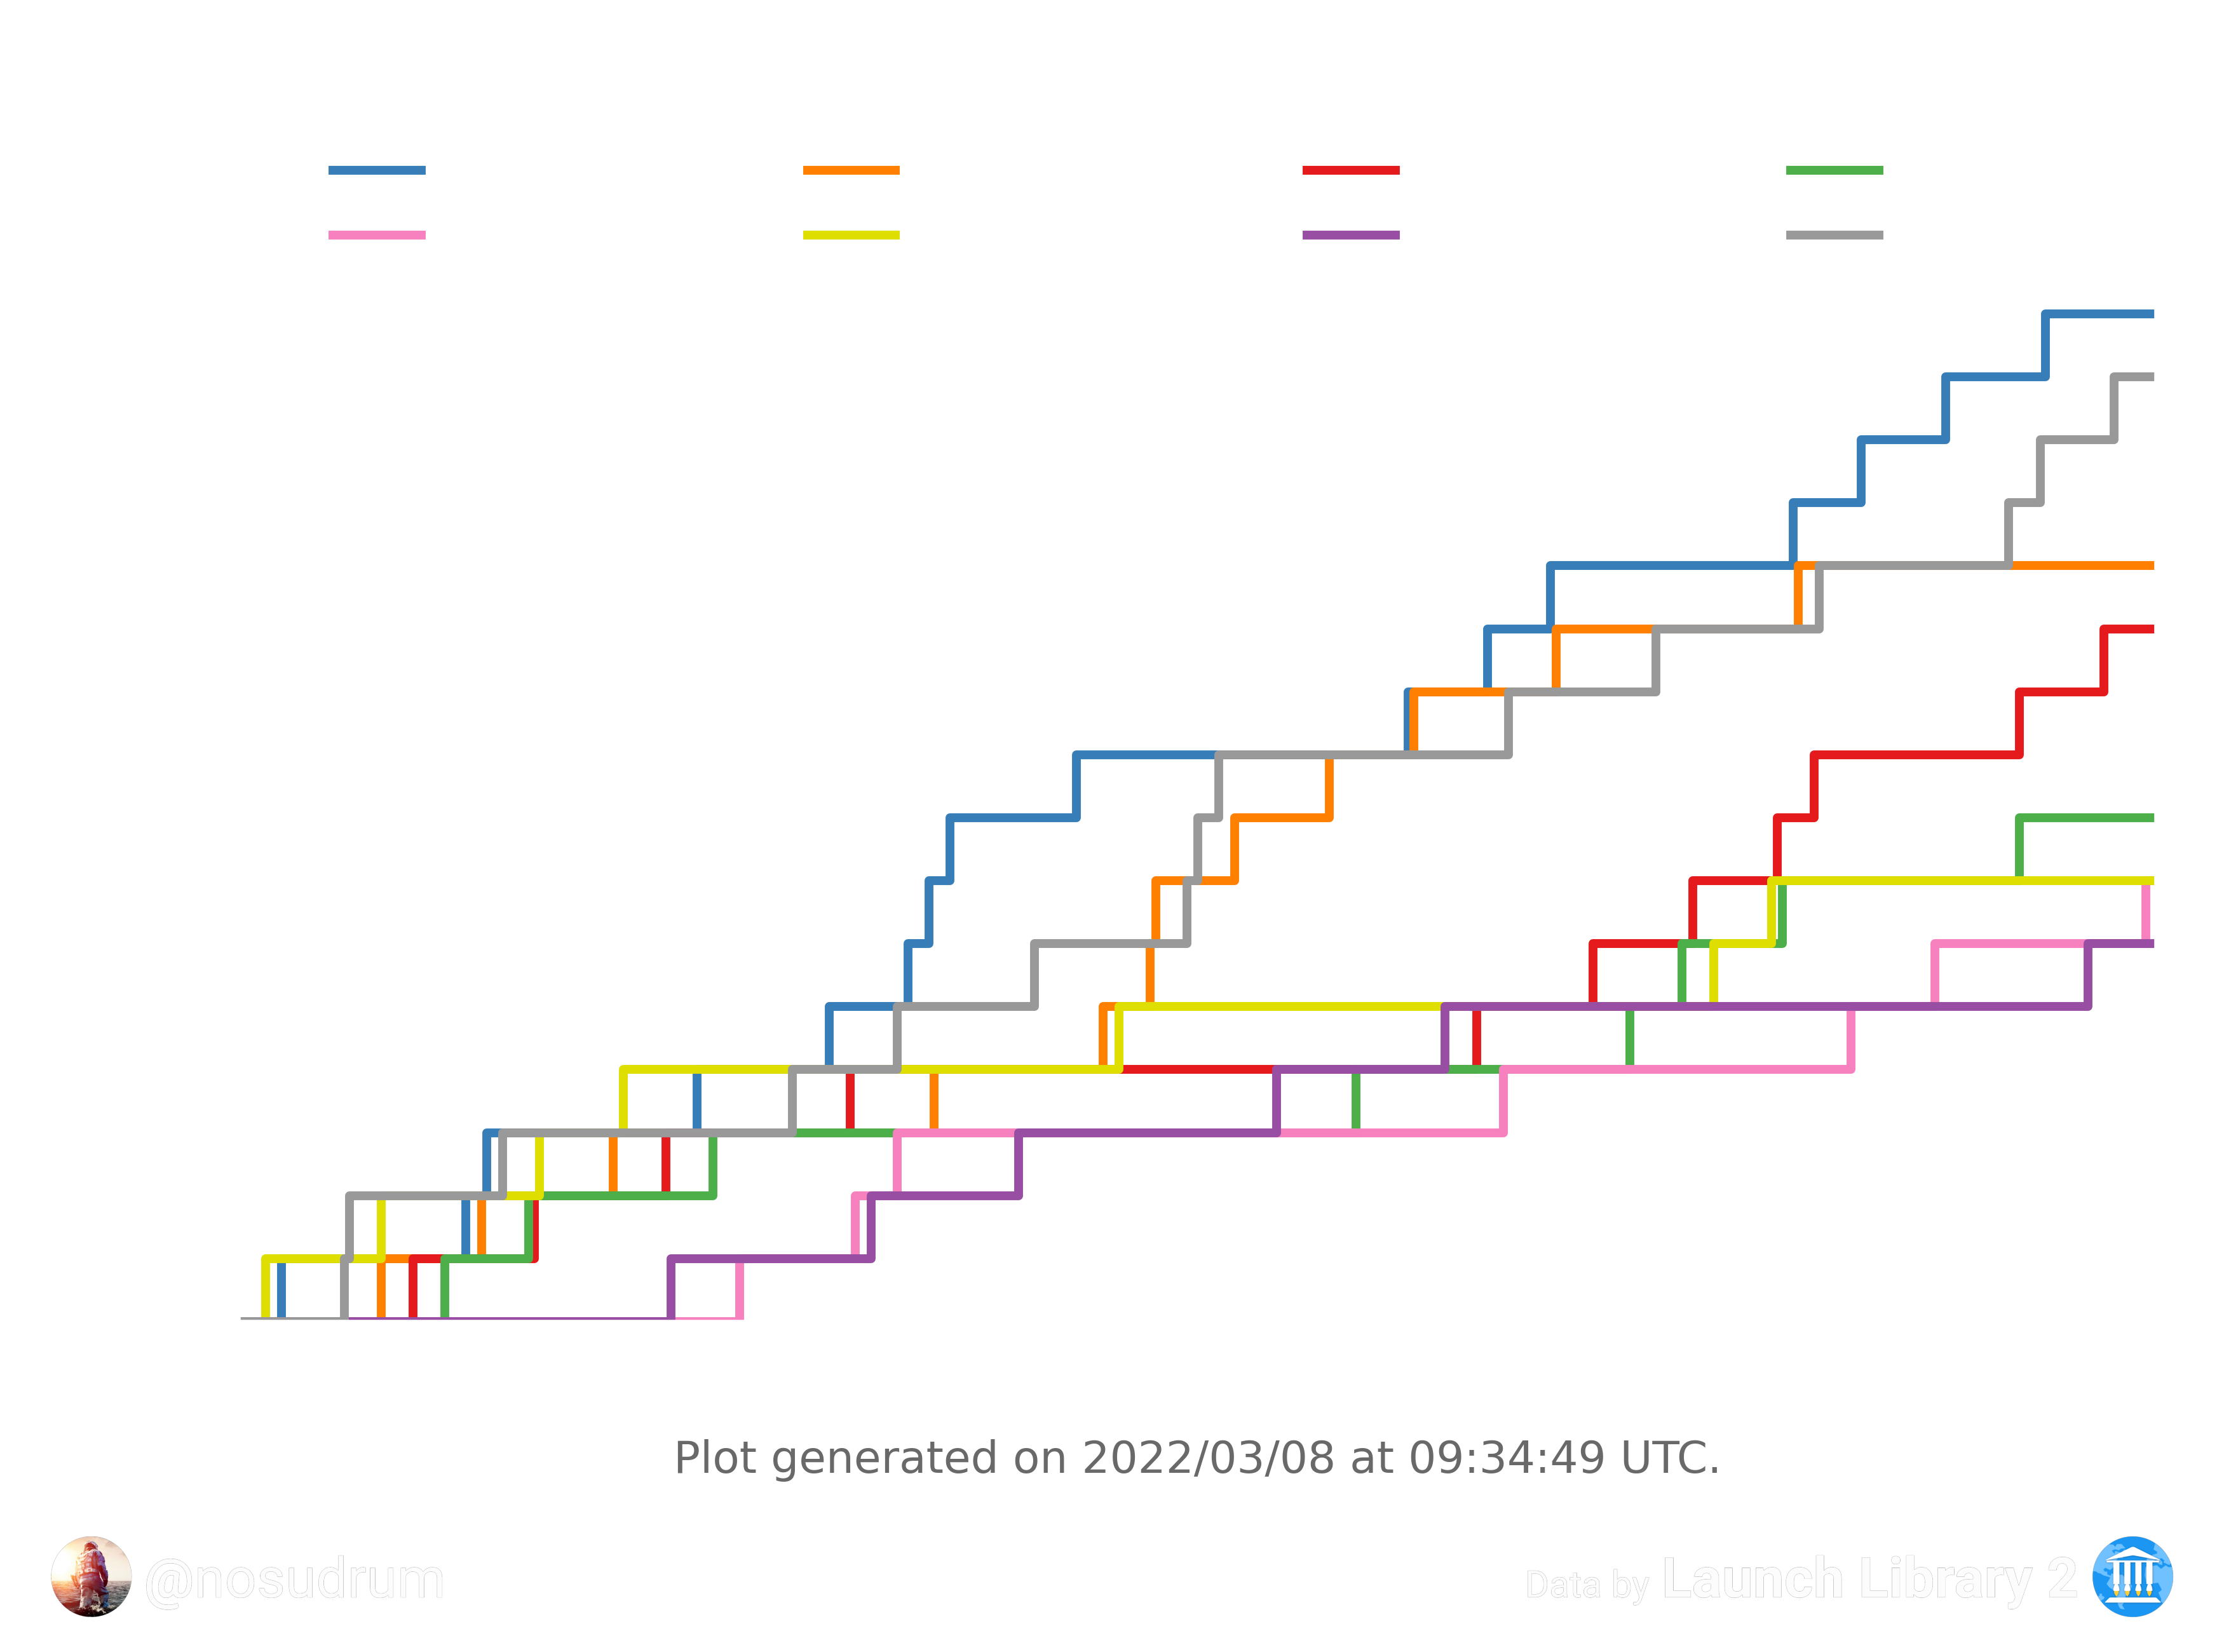 Plot generated on 2022/03/08 at 09:34:49 UTC.
@nosudrum
Data by Launch Library 2